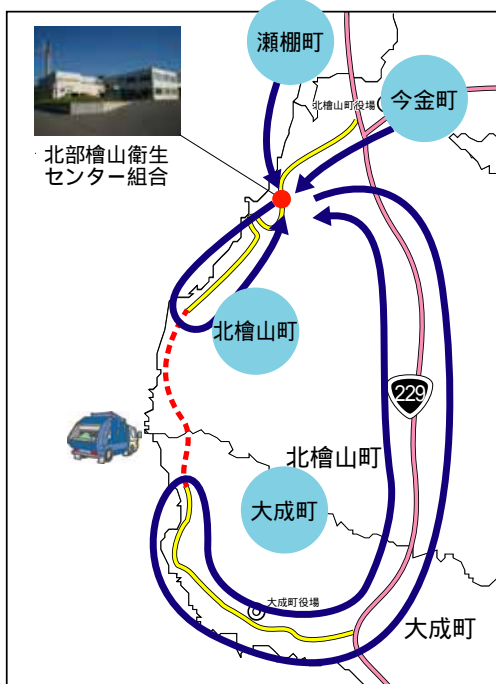 瀬棚町
北檜山町役場
今金町
北部檜山衛生
センター組合
北檜山町
229
北檜山町
大成町
大成町役場
大成町